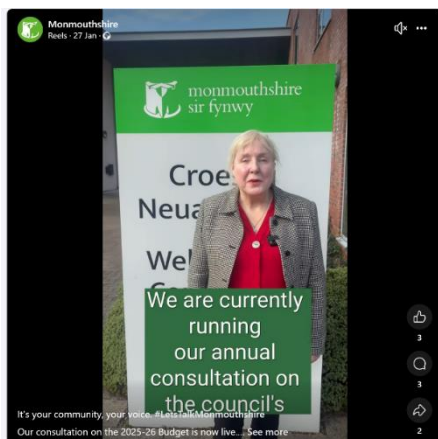 Monmouthshire
Reels · 27 Jan ·
monmouthshire
sir fynwy
Croe
Neua
Wel
We are currently
running
our annual
consultation on
the council's
3
3
It's your community, your voice. #LetsTalkMonmouthshire
Our consultation on the 2025-26 Budget is now live... See more
2